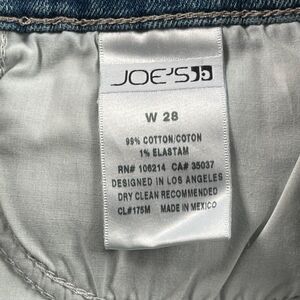 JOE'S
W 28
99% COTTON/COTON
1% ELASTAM
RN# 106214 CA# 35037
DESIGNED IN LOS ANGELES
DRY CLEAN RECOMMENDED
CL#175M MADE IN MEXICO